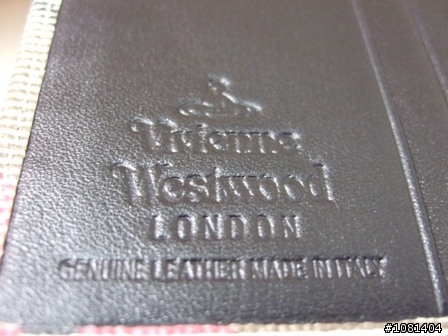 Vivienne
Westwood
LONDON
GENUINE LEATHER MADE IN ITALY
#1081404